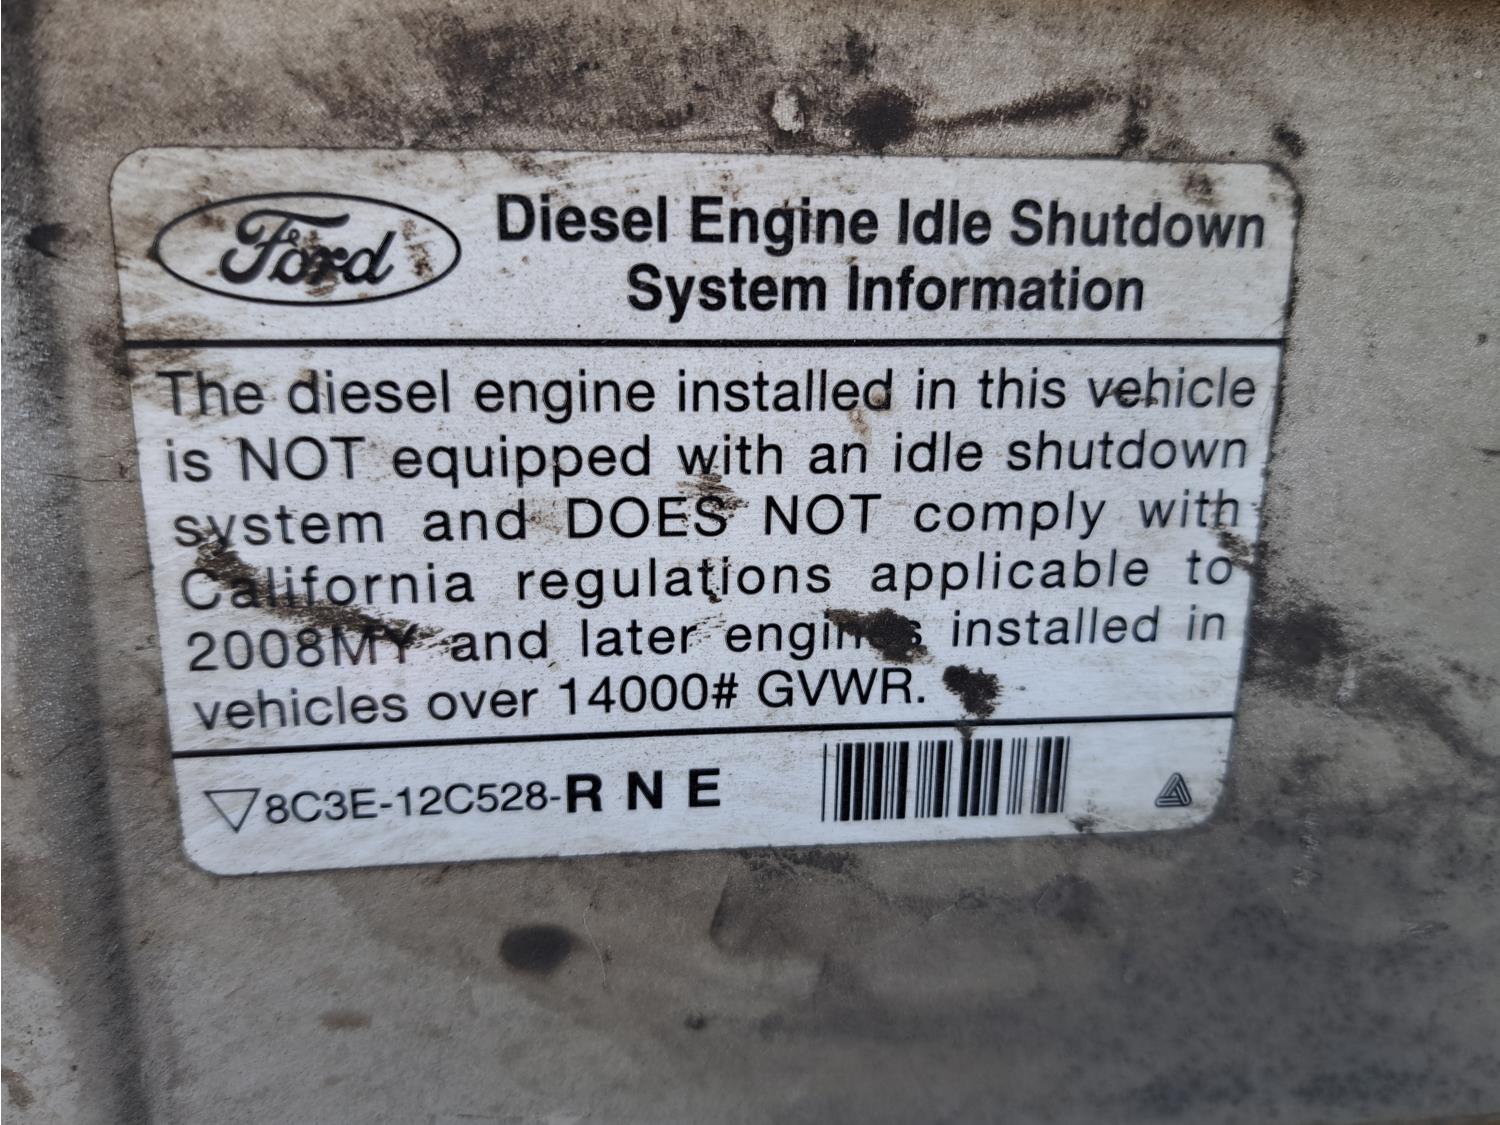 Ford
Diesel Engine Idle Shutdown
System Information
The diesel engine installed in this vehicle
is NOT equipped with an idle shutdown
system and DOES NOT comply with
California regulations applicable to
2008MY and later engines installed in
vehicles over 14000# GVWR.
8C3E-12C528-R N E